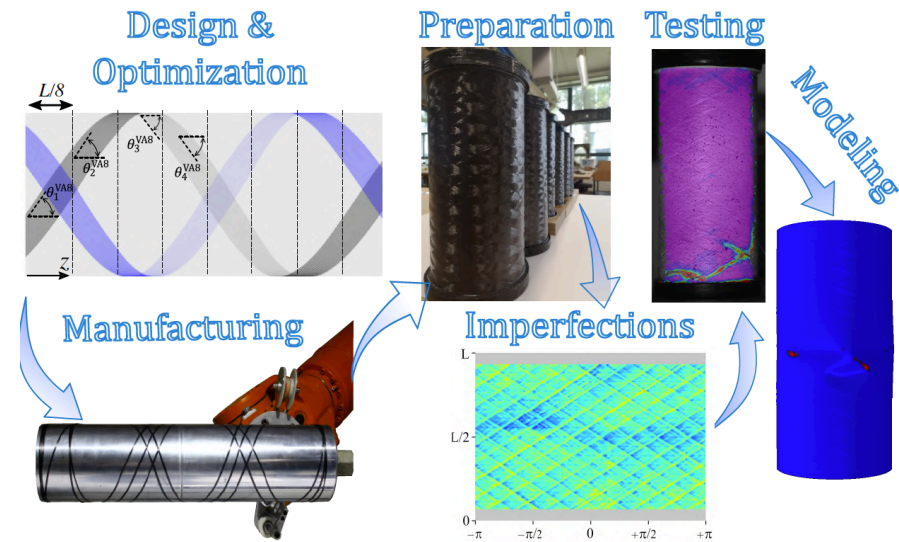 Design &
Optimization
L/8
θ₁ⱽᴬ⁸
θ₂ⱽᴬ⁸
θ₃ⱽᴬ⁸
θ₄ⱽᴬ⁸
z
Manufacturing
Preparation
Imperfections
L
L/2
0
−π
−π/2
0
+π/2
+π
Testing
Modeling